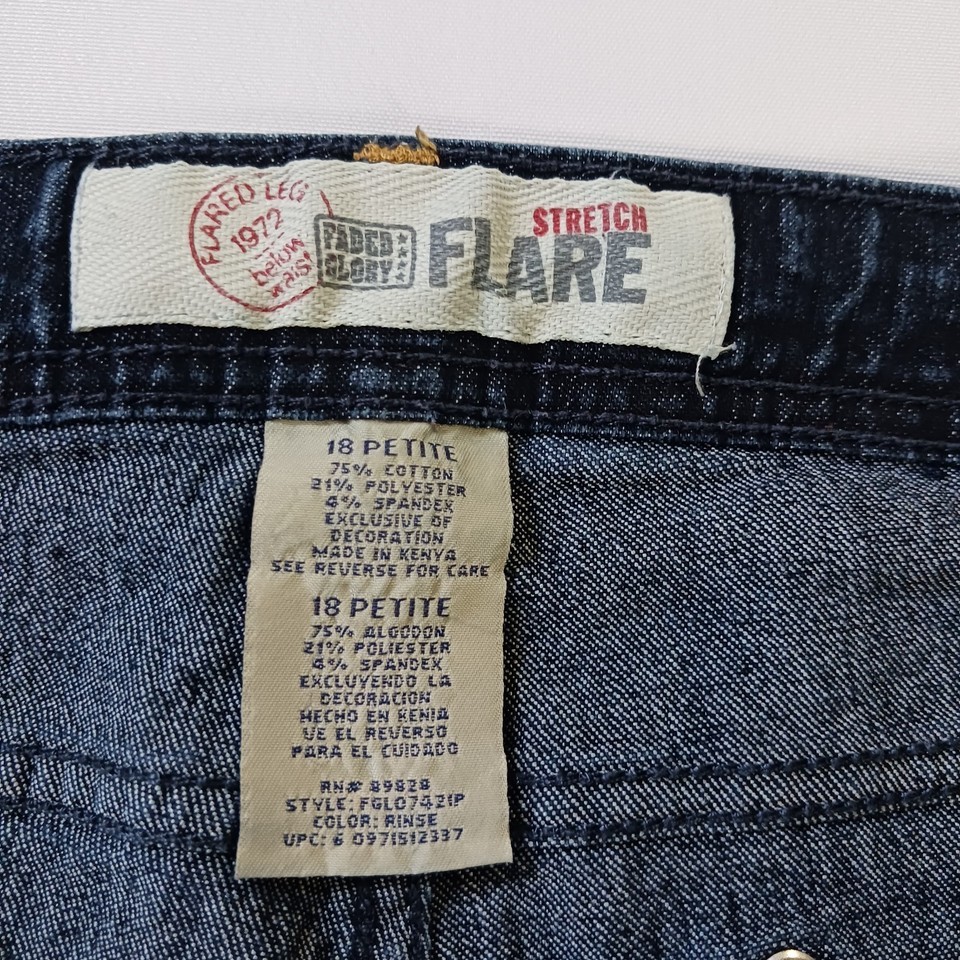 FLARED LEG
1972
below
FADED
GLORY
STRETCH
FLARE
18 PETITE
75% COTTON
21% POLYESTER
4% SPANDEX
EXCLUSIVE OF
DECORATION
MADE IN KENYA
SEE REVERSE FOR CARE
18 PETITE
75% ALGODON
21% POLIESTER
4% SPANDEX
EXCLUYENDO LA
DECORACION
HECHO EN KENIA
VE EL REVERSO
PARA EL CUIDADO
RN# 89828
STYLE: FGL07421P
COLOR: RINSE
UPC: 6 0971512337